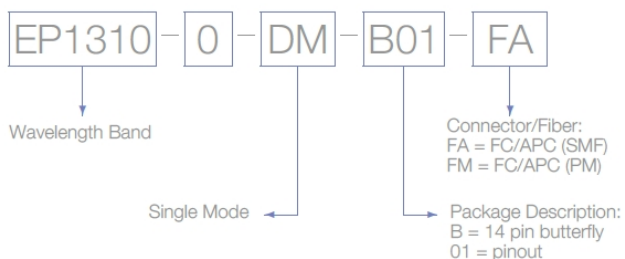 EP1310 - 0 - DM - B01 - FA
Wavelength Band
Connector/Fiber:
FA = FC/APC (SMF)
FM = FC/APC (PM)
Single Mode
Package Description:
B = 14 pin butterfly
01 = pinout